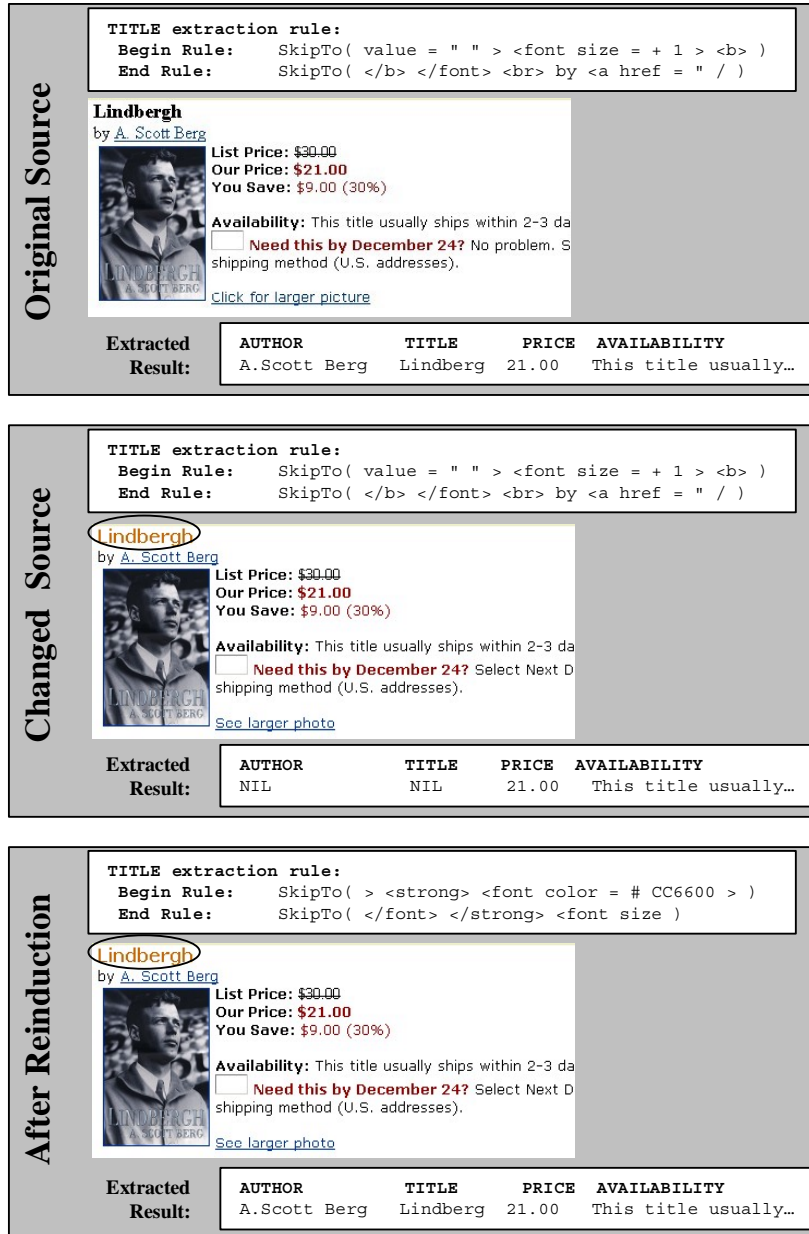 Original Source
TITLE extraction rule:
Begin Rule: SkipTo( value = " " > <font size = + 1 > <b> )
End Rule: SkipTo( </b> </font> <br> by <a href = " / )
Lindbergh
by A. Scott Berg
LINDBERGH
A. SCOTT BERG
List Price: $30.00
Our Price: $21.00
You Save: $9.00 (30%)
Availability: This title usually ships within 2-3 da
Need this by December 24? No problem. S
shipping method (U.S. addresses).
Click for larger picture
Extracted Result:
AUTHOR TITLE PRICE AVAILABILITY
A.Scott Berg Lindberg 21.00 This title usually…
Changed Source
TITLE extraction rule:
Begin Rule: SkipTo( value = " " > <font size = + 1 > <b> )
End Rule: SkipTo( </b> </font> <br> by <a href = " / )
Lindbergh
by A. Scott Berg
LINDBERGH
A. SCOTT BERG
List Price: $30.00
Our Price: $21.00
You Save: $9.00 (30%)
Availability: This title usually ships within 2-3 da
Need this by December 24? Select Next D
shipping method (U.S. addresses).
See larger photo
Extracted Result:
AUTHOR TITLE PRICE AVAILABILITY
NIL NIL 21.00 This title usually…
After Reinduction
TITLE extraction rule:
Begin Rule: SkipTo( > <strong> <font color = # CC6600 > )
End Rule: SkipTo( </font> </strong> <font size )
Lindbergh
by A. Scott Berg
LINDBERGH
A. SCOTT BERG
List Price: $30.00
Our Price: $21.00
You Save: $9.00 (30%)
Availability: This title usually ships within 2-3 da
Need this by December 24? Select Next D
shipping method (U.S. addresses).
See larger photo
Extracted Result:
AUTHOR TITLE PRICE AVAILABILITY
A.Scott Berg Lindberg 21.00 This title usually…